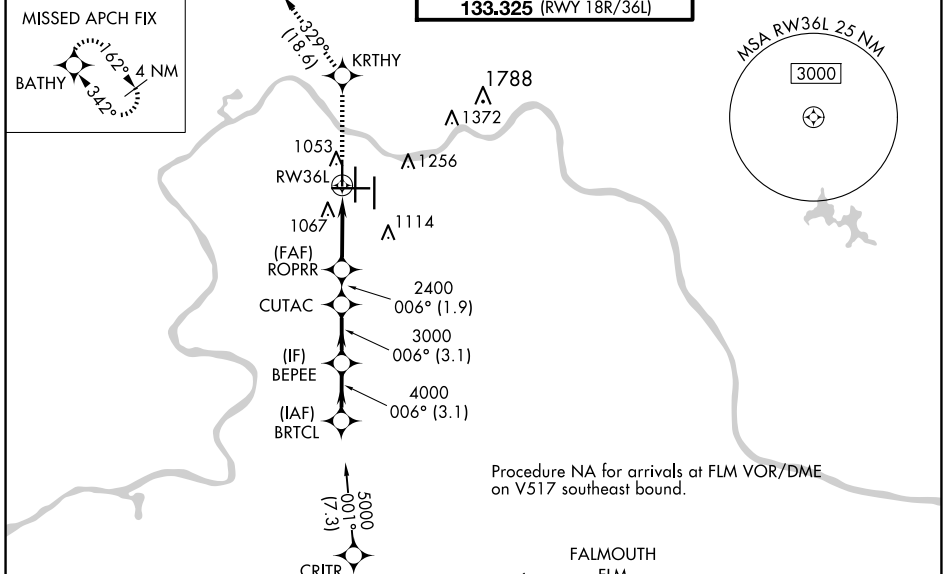 133.325 (RWY 18R/36L)
MISSED APCH FIX
BATHY
162°
4 NM
342°
329°
(18.6)
KRTHY
MSA RW36L 25 NM
3000
1788
1372
1053
1256
RW36L
1067
1114
(FAF)
ROPRR
2400
006° (1.9)
CUTAC
3000
006° (3.1)
(IF)
BEPEE
4000
006° (3.1)
(IAF)
BRTCL
Procedure NA for arrivals at FLM VOR/DME
on V517 southeast bound.
5000
001°
(7.3)
CRITR
FALMOUTH
FLM